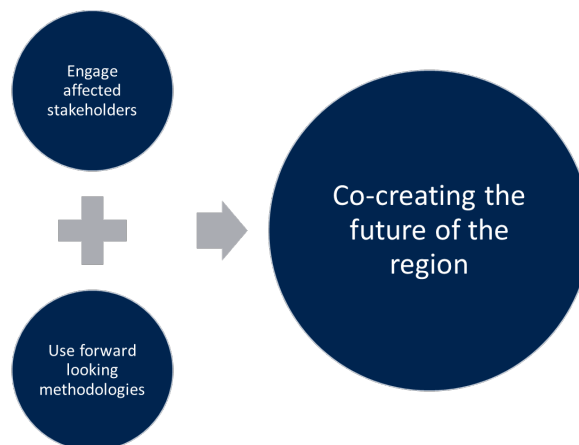 Engage
affected
stakeholders
Use forward
looking
methodologies
Co-creating the
future of the
region